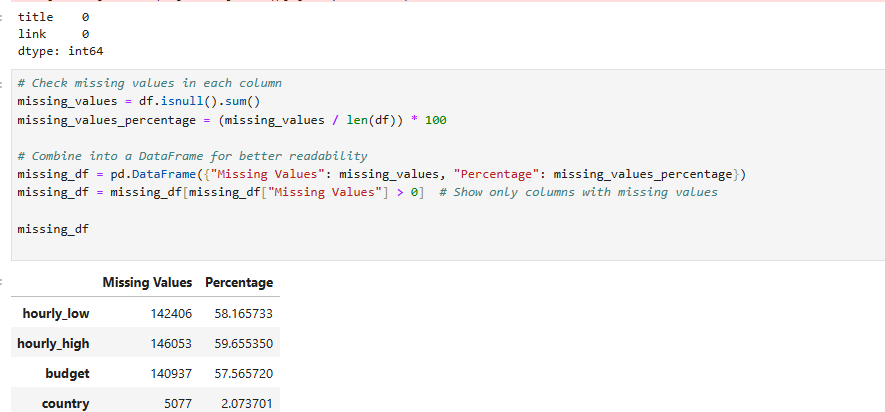 title    0
link     0
dtype: int64
# Check missing values in each column
missing_values = df.isnull().sum()
missing_values_percentage = (missing_values / len(df)) * 100
# Combine into a DataFrame for better readability
missing_df = pd.DataFrame({"Missing Values": missing_values, "Percentage": missing_values_percentage})
missing_df = missing_df[missing_df["Missing Values"] > 0]  # Show only columns with missing values
missing_df
Missing Values Percentage
hourly_low 142406 58.165733
hourly_high 146053 59.655350
budget 140937 57.565720
country 5077 2.073701